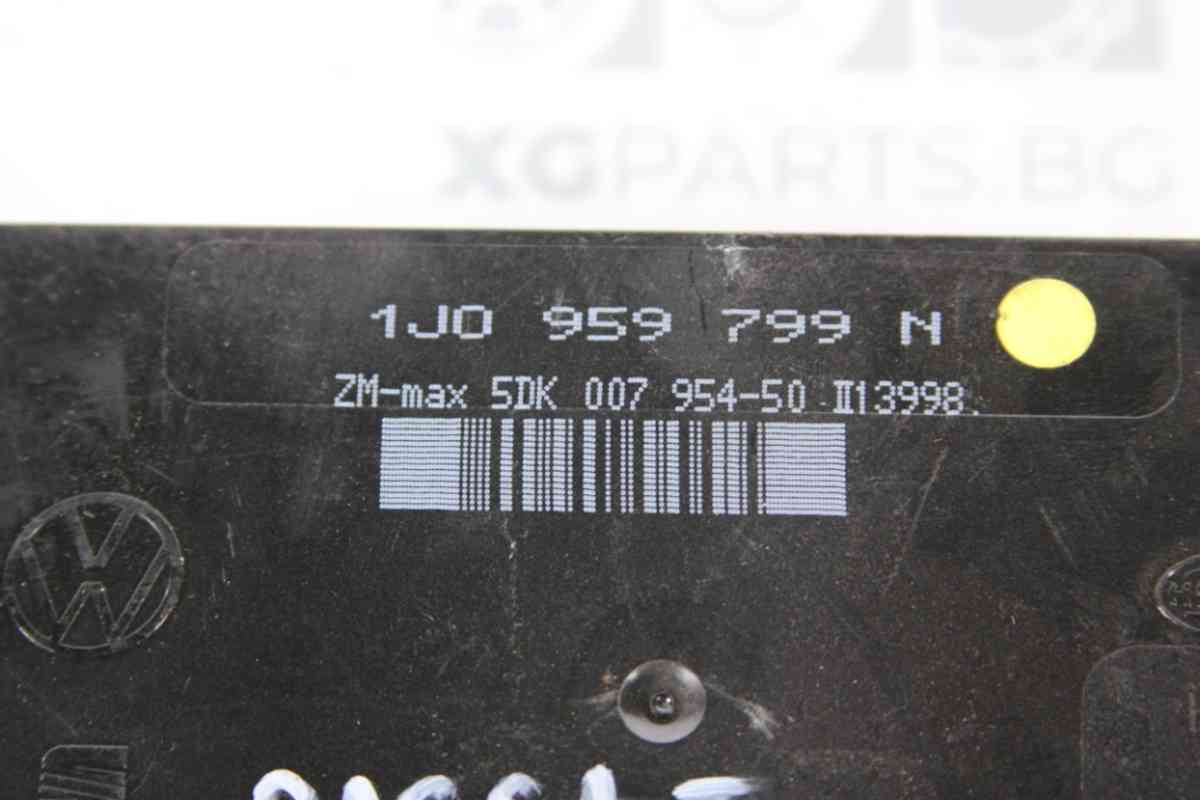 XGPARTS.BG
1J0 959 799 N
ZM-max 5DK 007 954-50 II13998.